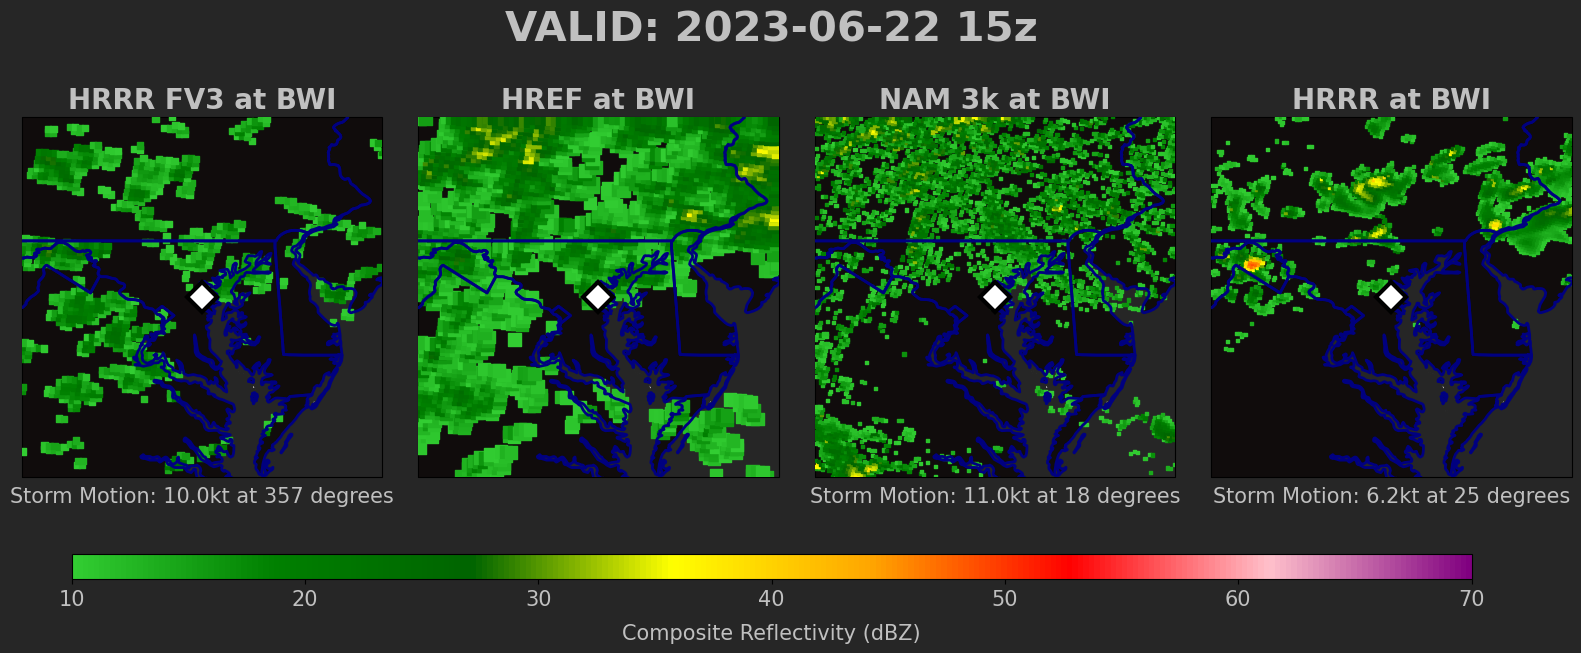 VALID: 2023-06-22 15z
HRRR FV3 at BWI
HREF at BWI
NAM 3k at BWI
HRRR at BWI
Storm Motion: 10.0kt at 357 degrees
Storm Motion: 11.0kt at 18 degrees
Storm Motion: 6.2kt at 25 degrees
10 20 30 40 50 60 70
Composite Reflectivity (dBZ)